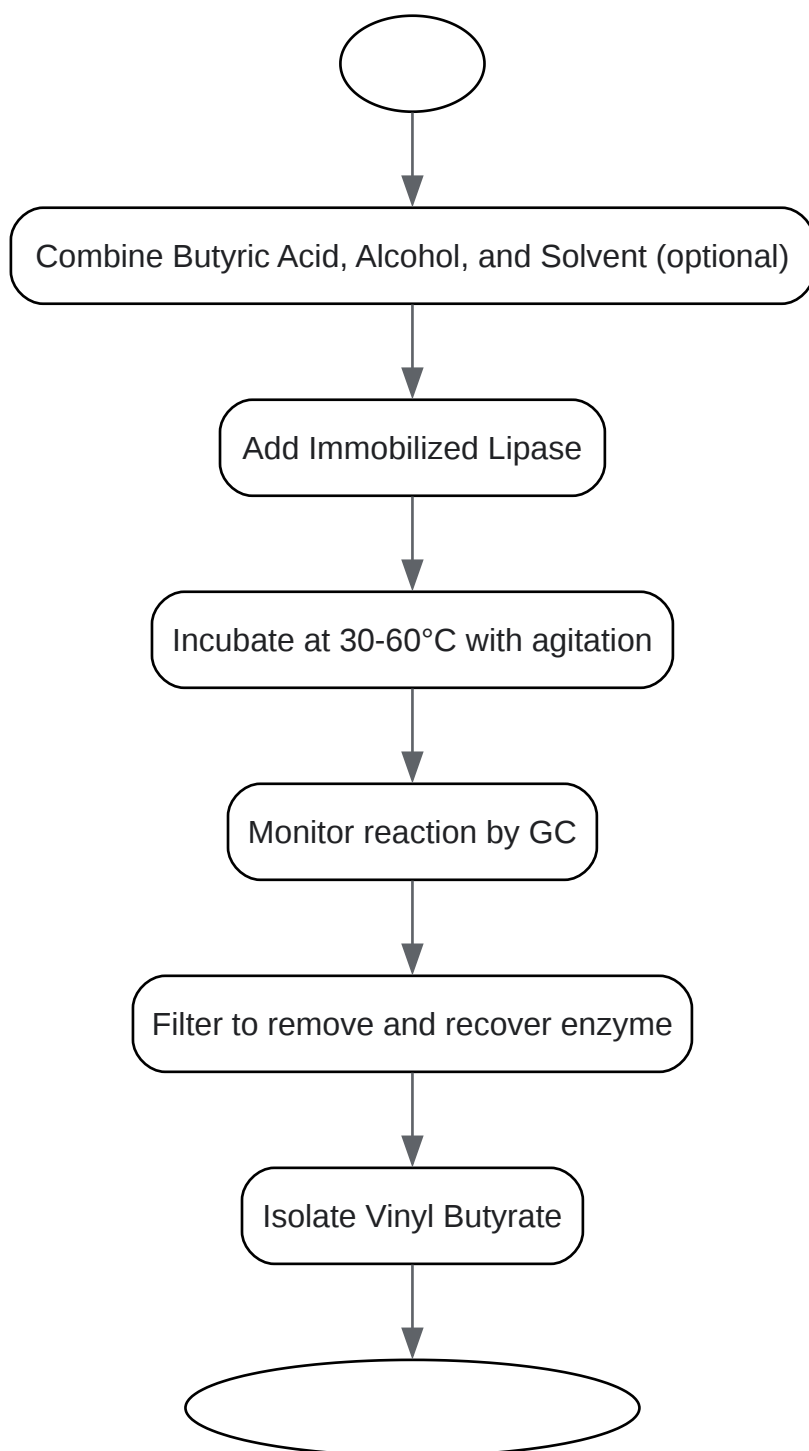 Combine Butyric Acid, Alcohol, and Solvent (optional)
Add Immobilized Lipase
Incubate at 30-60°C with agitation
Monitor reaction by GC
Filter to remove and recover enzyme
Isolate Vinyl Butyrate